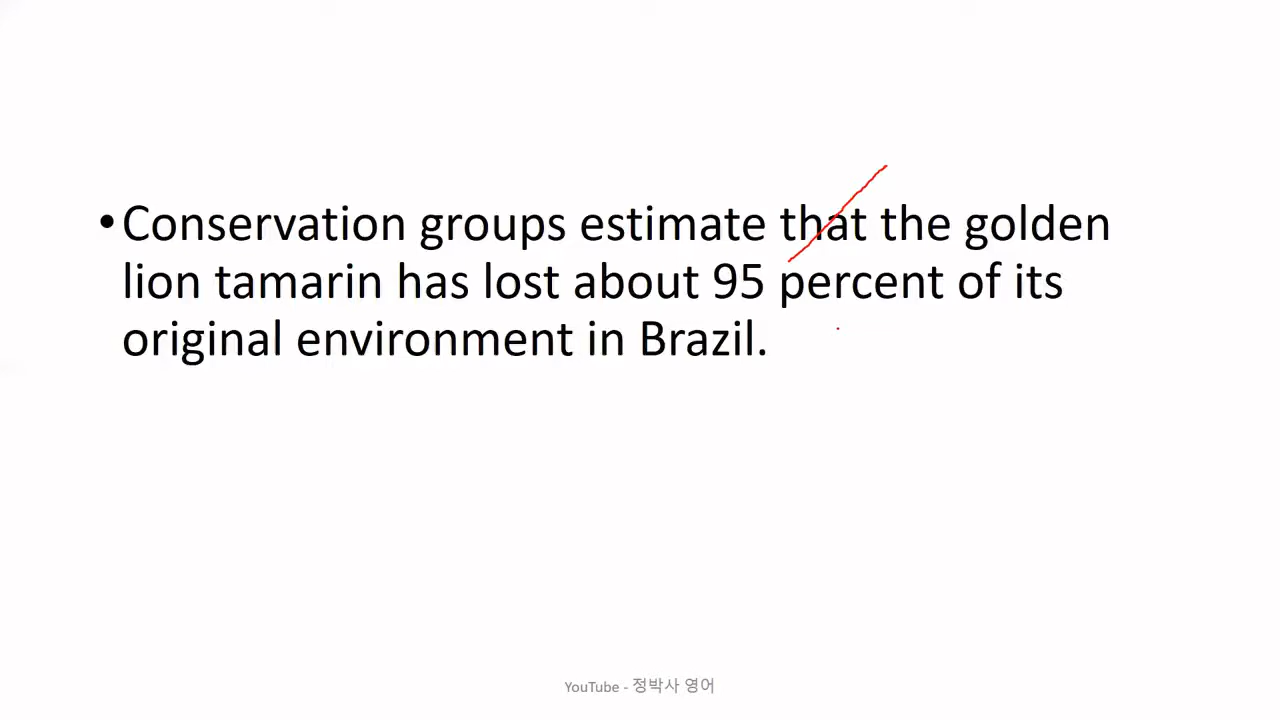 •Conservation groups estimate that the golden
lion tamarin has lost about 95 percent of its
original environment in Brazil.
YouTube - 정박사 영어